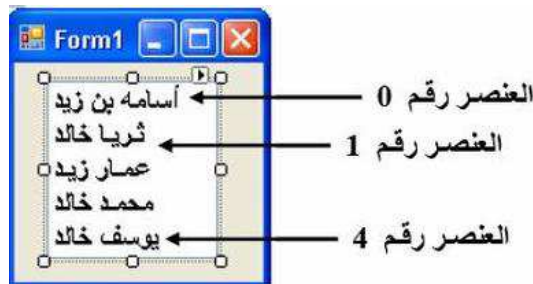 Form1
أسامه بن زيد
ثريا خالد
عمار زيد
محمد خالد
يوسف خالد
العنصر رقم 0
العنصر رقم 1
العنصر رقم 4